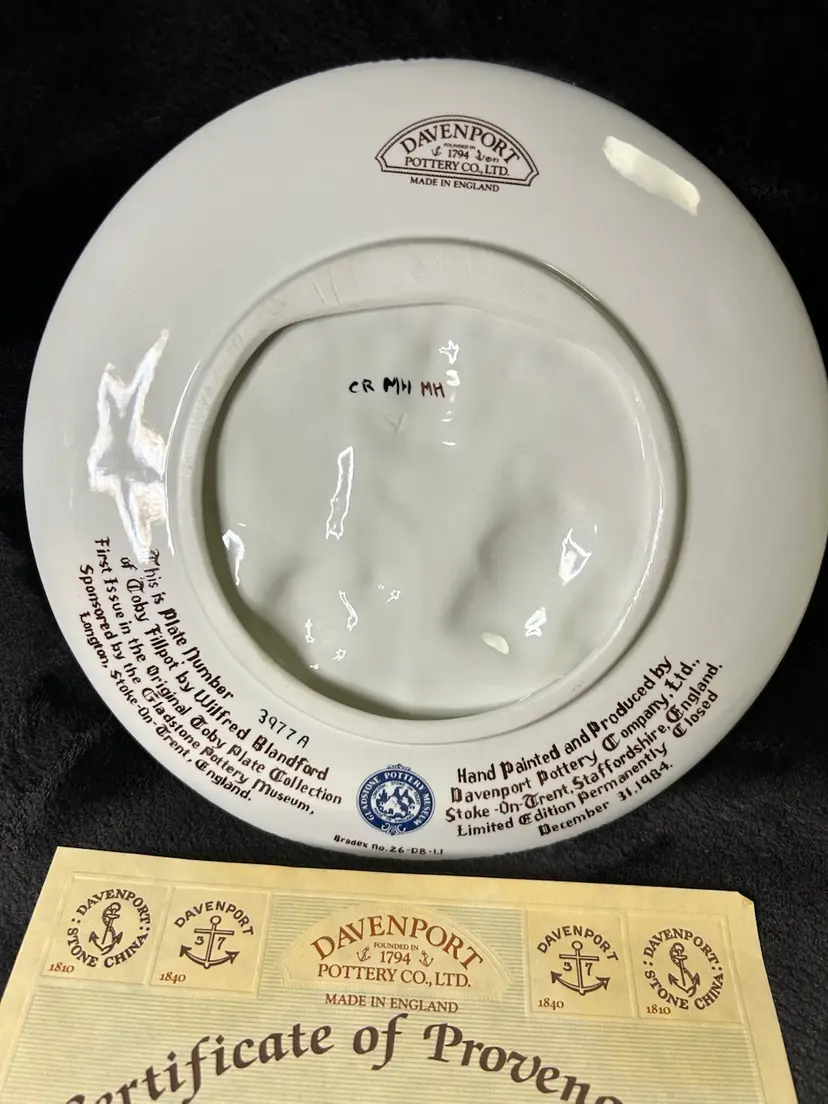 DAVENPORT
FOUNDED IN
1794
POTTERY CO., LTD.
MADE IN ENGLAND
CR MH MH
This is Plate Number 3977A
of 'Toby Fillpot' by Wilfred Blandford
First Issue in the Original Toby Plate Collection
Sponsored by the Gladstone Pottery Museum,
Longton, Stoke-On-Trent, England.
GLADSTONE POTTERY MUSEUM
Bradex no. 26-D8-1.1
Hand Painted and Produced by
Davenport Pottery Company, Ltd.,
Stoke-On-Trent, Staffordshire, England.
Limited Edition Permanently Closed
December 31, 1984.
DAVENPORT:
STONE CHINA
1810
DAVENPORT
3 7
1840
DAVENPORT
FOUNDED IN
1794
POTTERY CO., LTD.
MADE IN ENGLAND
DAVENPORT
3 7
1840
DAVENPORT:
STONE CHINA
1810
Certificate of Provena